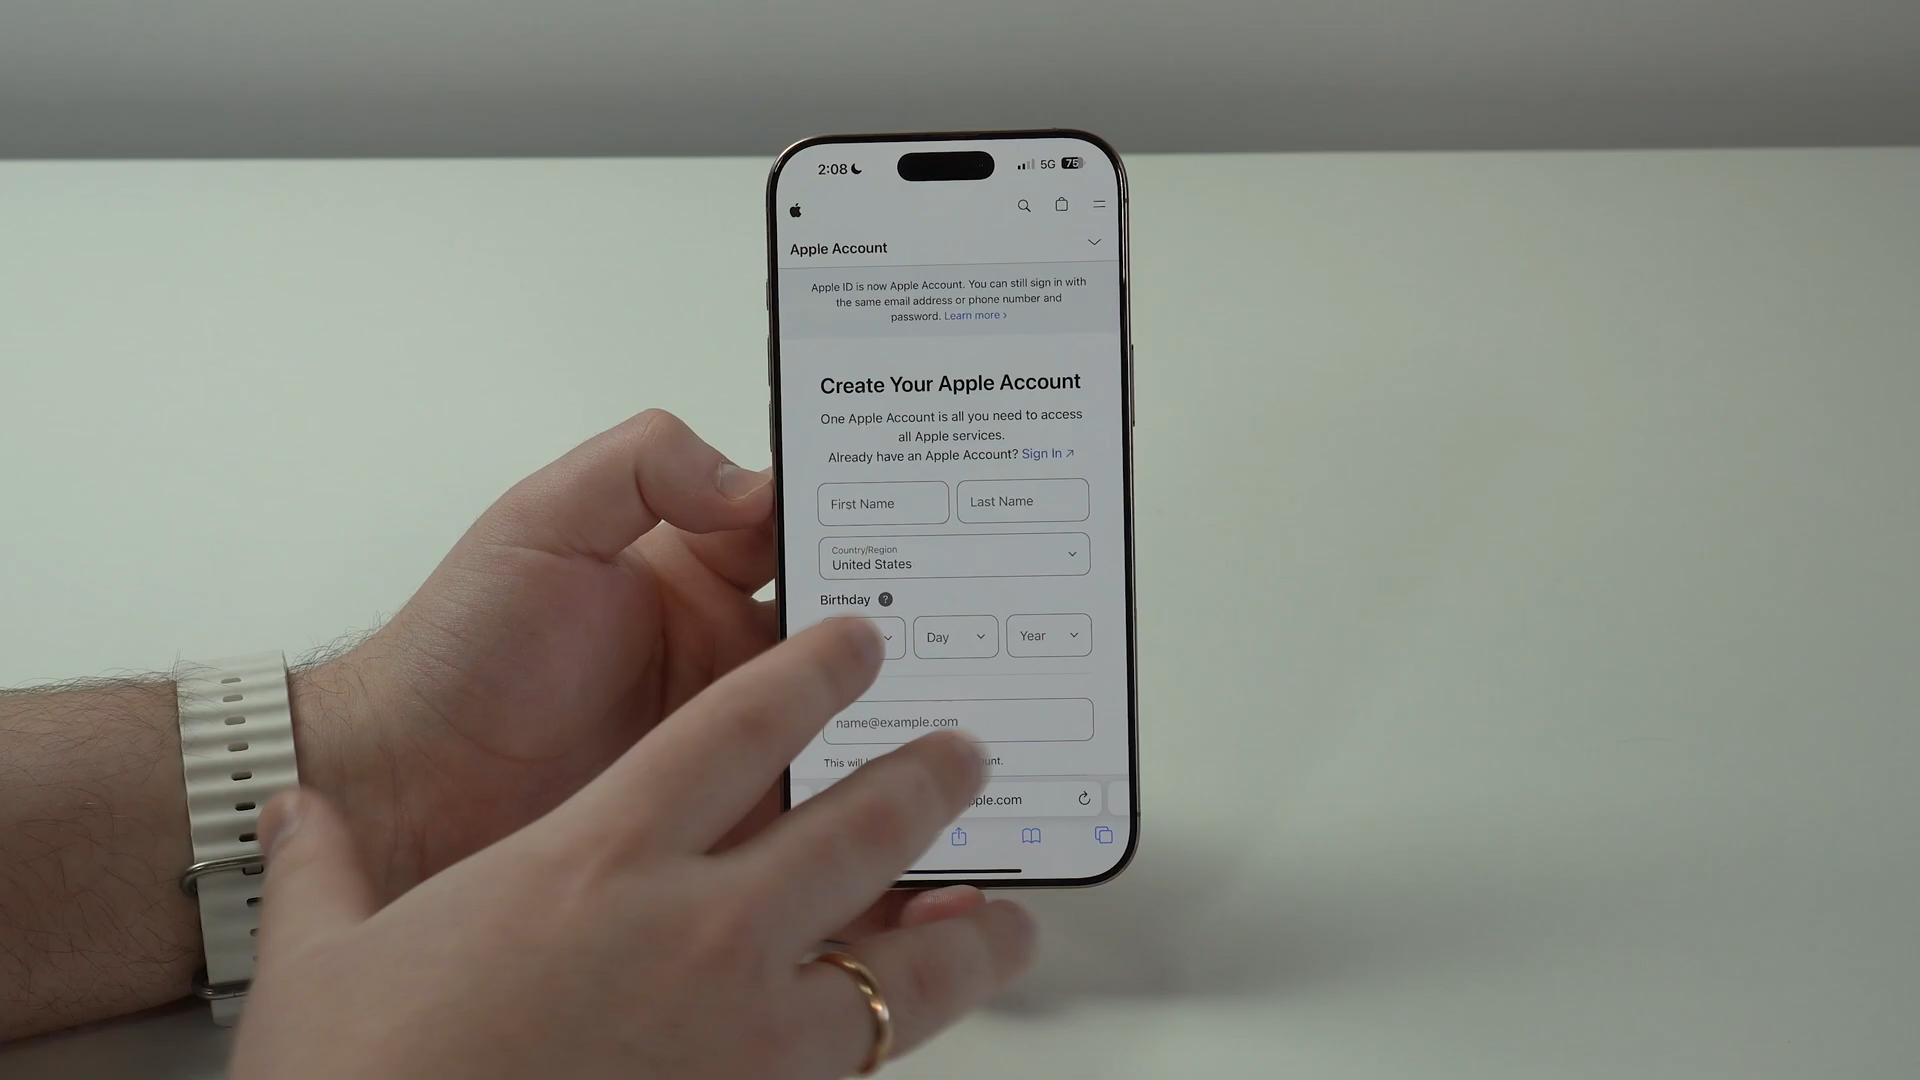 2:08
5G 75
Apple Account
Apple ID is now Apple Account. You can still sign in with
the same email address or phone number and
password. Learn more ›
Create Your Apple Account
One Apple Account is all you need to access
all Apple services.
Already have an Apple Account? Sign In ↗
First Name
Last Name
Country/Region
United States
Birthday ?
Day
Year
name@example.com
This will